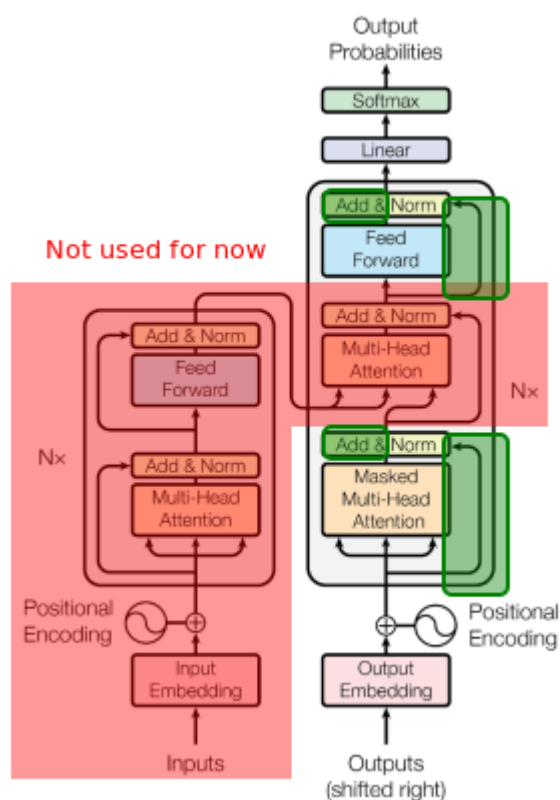 Output
Probabilities
Softmax
Linear
Add & Norm
Feed
Forward
Not used for now
Add & Norm
Multi-Head
Attention
Add & Norm
Feed
Forward
N×
N×
Add & Norm
Multi-Head
Attention
Add & Norm
Masked
Multi-Head
Attention
Positional
Encoding
Positional
Encoding
Input
Embedding
Output
Embedding
Inputs
Outputs
(shifted right)